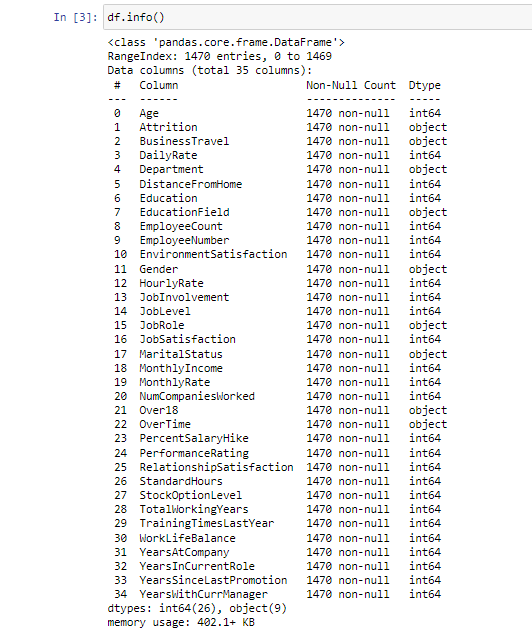 In [3]: df.info()
<class 'pandas.core.frame.DataFrame'>
RangeIndex: 1470 entries, 0 to 1469
Data columns (total 35 columns):
 #   Column                    Non-Null Count  Dtype
---  ------                    --------------  -----
 0   Age                       1470 non-null   int64
 1   Attrition                 1470 non-null   object
 2   BusinessTravel            1470 non-null   object
 3   DailyRate                 1470 non-null   int64
 4   Department                1470 non-null   object
 5   DistanceFromHome          1470 non-null   int64
 6   Education                 1470 non-null   int64
 7   EducationField            1470 non-null   object
 8   EmployeeCount             1470 non-null   int64
 9   EmployeeNumber            1470 non-null   int64
 10  EnvironmentSatisfaction   1470 non-null   int64
 11  Gender                    1470 non-null   object
 12  HourlyRate                1470 non-null   int64
 13  JobInvolvement            1470 non-null   int64
 14  JobLevel                  1470 non-null   int64
 15  JobRole                   1470 non-null   object
 16  JobSatisfaction           1470 non-null   int64
 17  MaritalStatus             1470 non-null   object
 18  MonthlyIncome             1470 non-null   int64
 19  MonthlyRate               1470 non-null   int64
 20  NumCompaniesWorked        1470 non-null   int64
 21  Over18                    1470 non-null   object
 22  OverTime                  1470 non-null   object
 23  PercentSalaryHike         1470 non-null   int64
 24  PerformanceRating         1470 non-null   int64
 25  RelationshipSatisfaction  1470 non-null   int64
 26  StandardHours             1470 non-null   int64
 27  StockOptionLevel          1470 non-null   int64
 28  TotalWorkingYears         1470 non-null   int64
 29  TrainingTimesLastYear     1470 non-null   int64
 30  WorkLifeBalance           1470 non-null   int64
 31  YearsAtCompany            1470 non-null   int64
 32  YearsInCurrentRole        1470 non-null   int64
 33  YearsSinceLastPromotion   1470 non-null   int64
 34  YearsWithCurrManager      1470 non-null   int64
dtypes: int64(26), object(9)
memory usage: 402.1+ KB